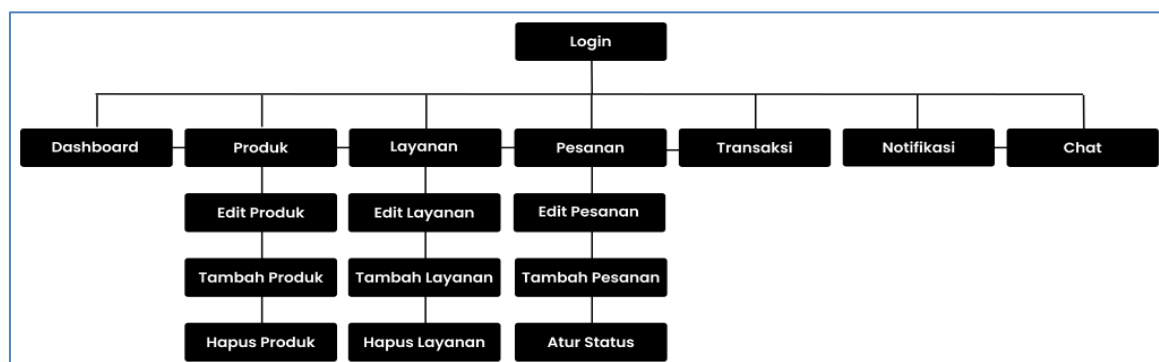 Login
Dashboard
Produk
Layanan
Pesanan
Transaksi
Notifikasi
Chat
Edit Produk
Edit Layanan
Edit Pesanan
Tambah Produk
Tambah Layanan
Tambah Pesanan
Hapus Produk
Hapus Layanan
Atur Status